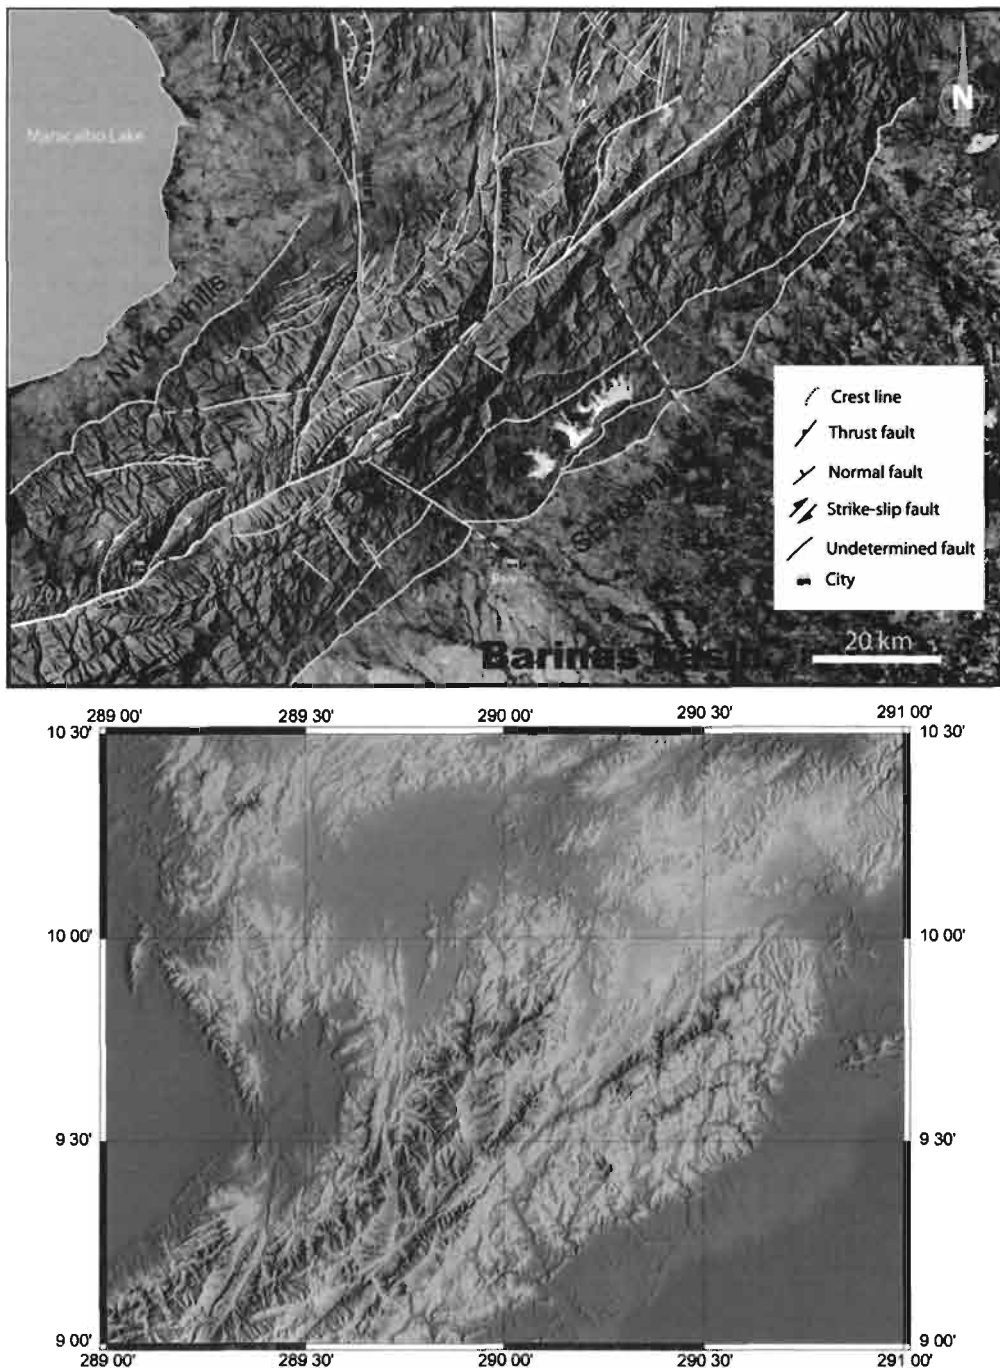 Maracaibo Lake
N
NW foothills
Crest line
Thrust fault
Normal fault
Strike-slip fault
Undetermined fault
City
20 km
Barinas basin
289 00' 289 30' 290 00' 290 30' 291 00'
10 30' 10 30'
10 00' 10 00'
9 30' 9 30'
9 00' 9 00'
289 00' 289 30' 290 00' 290 30' 291 00'